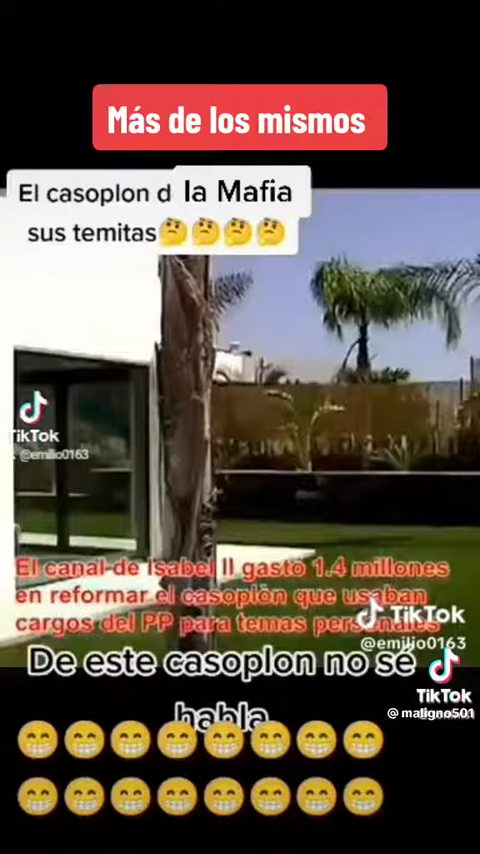 Más de los mismos
El casoplon d la Mafia
sus temitas🤔🤔🤔🤔
TikTok
@emilio0163
El canal de Isabel II gasto 1.4 millones
en reformar el casoplón que usaban
cargos del PP para temas personales
TikTok
@emilio0163
De este casoplon no se
habla
TikTok
@maligno501
😁😁😁😁😁😁😁😁
😁😁😁😁😁😁😁😁